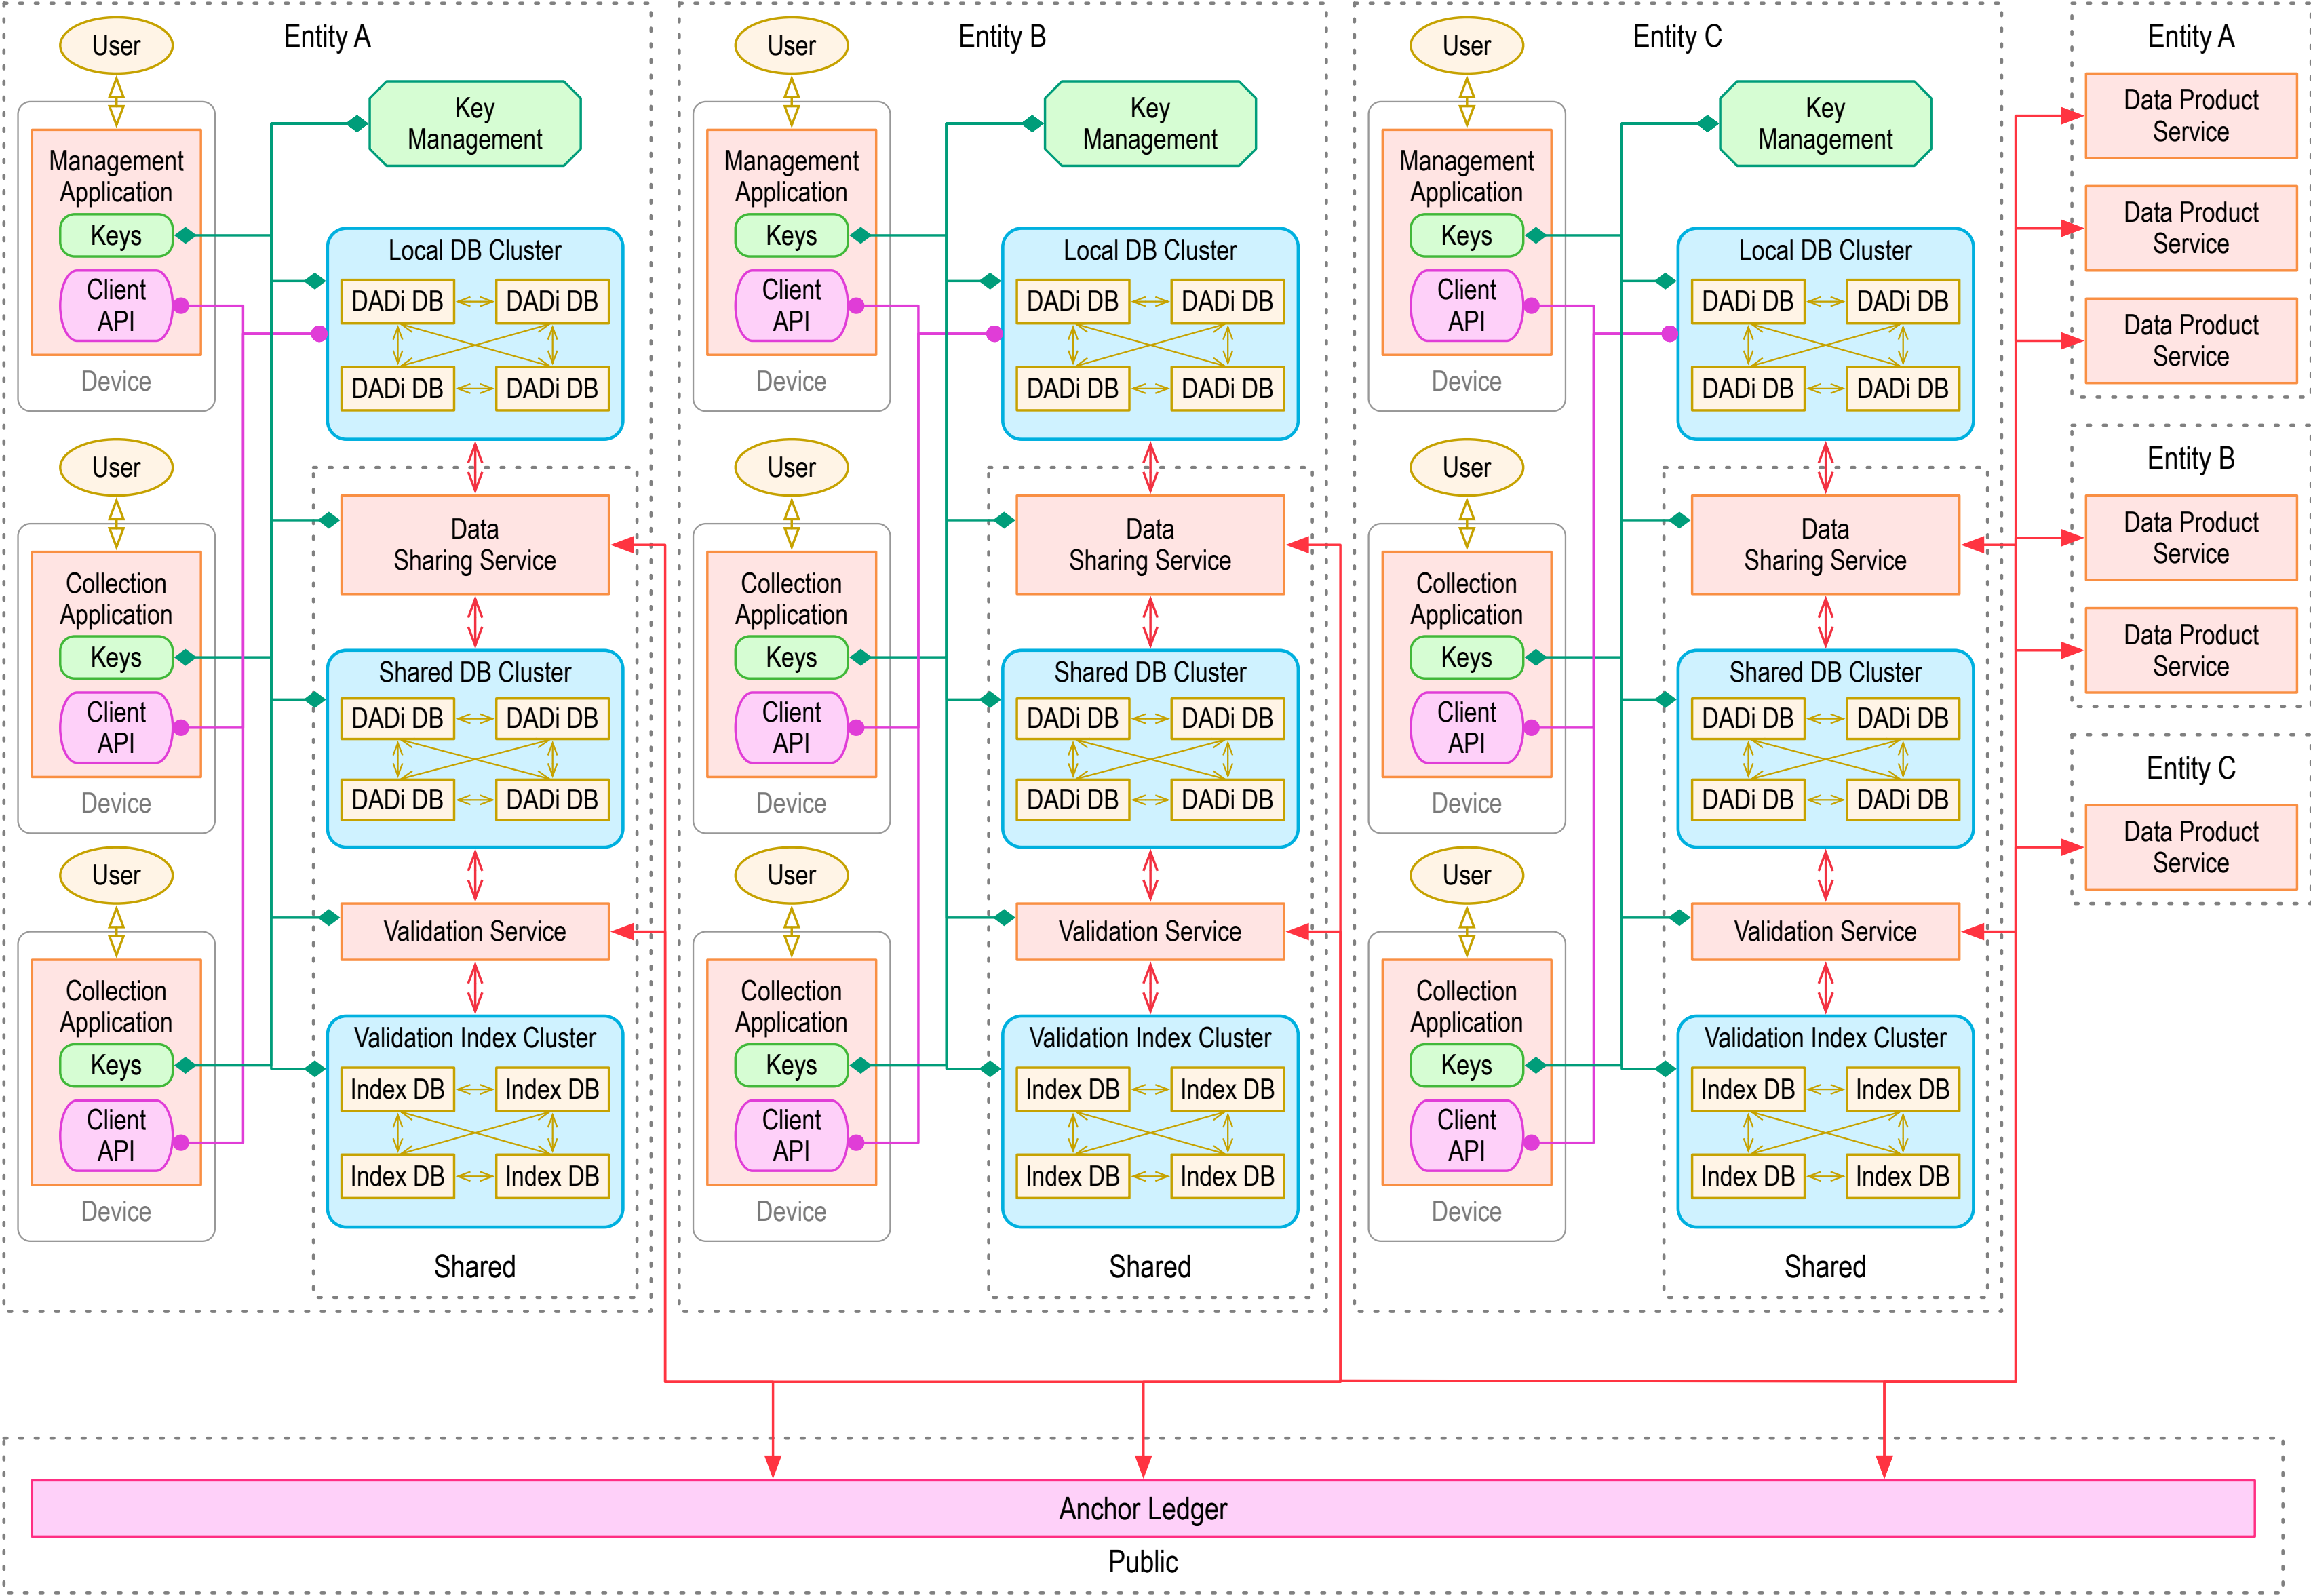 Entity A
User
Management
Application
Keys
Client
API
Device
User
Collection
Application
Keys
Client
API
Device
User
Collection
Application
Keys
Client
API
Device
Key
Management
Local DB Cluster
DADi DB
DADi DB
DADi DB
DADi DB
Data
Sharing Service
Shared DB Cluster
DADi DB
DADi DB
DADi DB
DADi DB
Validation Service
Validation Index Cluster
Index DB
Index DB
Index DB
Index DB
Shared
Entity B
User
Management
Application
Keys
Client
API
Device
User
Collection
Application
Keys
Client
API
Device
User
Collection
Application
Keys
Client
API
Device
Key
Management
Local DB Cluster
DADi DB
DADi DB
DADi DB
DADi DB
Data
Sharing Service
Shared DB Cluster
DADi DB
DADi DB
DADi DB
DADi DB
Validation Service
Validation Index Cluster
Index DB
Index DB
Index DB
Index DB
Shared
Entity C
User
Management
Application
Keys
Client
API
Device
User
Collection
Application
Keys
Client
API
Device
User
Collection
Application
Keys
Client
API
Device
Key
Management
Local DB Cluster
DADi DB
DADi DB
DADi DB
DADi DB
Data
Sharing Service
Shared DB Cluster
DADi DB
DADi DB
DADi DB
DADi DB
Validation Service
Validation Index Cluster
Index DB
Index DB
Index DB
Index DB
Shared
Entity A
Data Product
Service
Data Product
Service
Data Product
Service
Entity B
Data Product
Service
Data Product
Service
Entity C
Data Product
Service
Anchor Ledger
Public